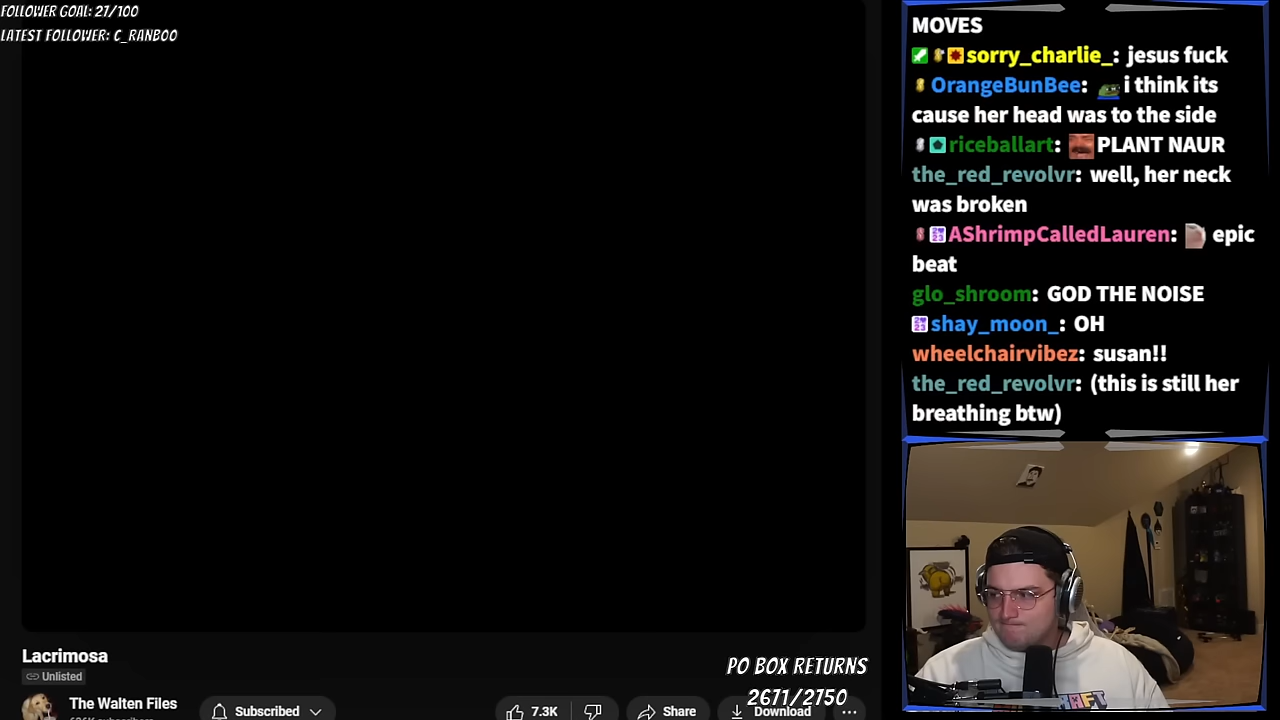 FOLLOWER GOAL: 27/100
LATEST FOLLOWER: C_RANBOO
MOVES
sorry_charlie_: jesus fuck
OrangeBunBee: i think its
cause her head was to the side
riceballart: PLANT NAUR
the_red_revolvr: well, her neck
was broken
AShrimpCalledLauren: epic
beat
glo_shroom: GOD THE NOISE
shay_moon_: OH
wheelchairvibez: susan!!
the_red_revolvr: (this is still her
breathing btw)
Lacrimosa
Unlisted
The Walten Files
Subscribed
7.3K
Share
Download
PO BOX RETURNS
2671/2750